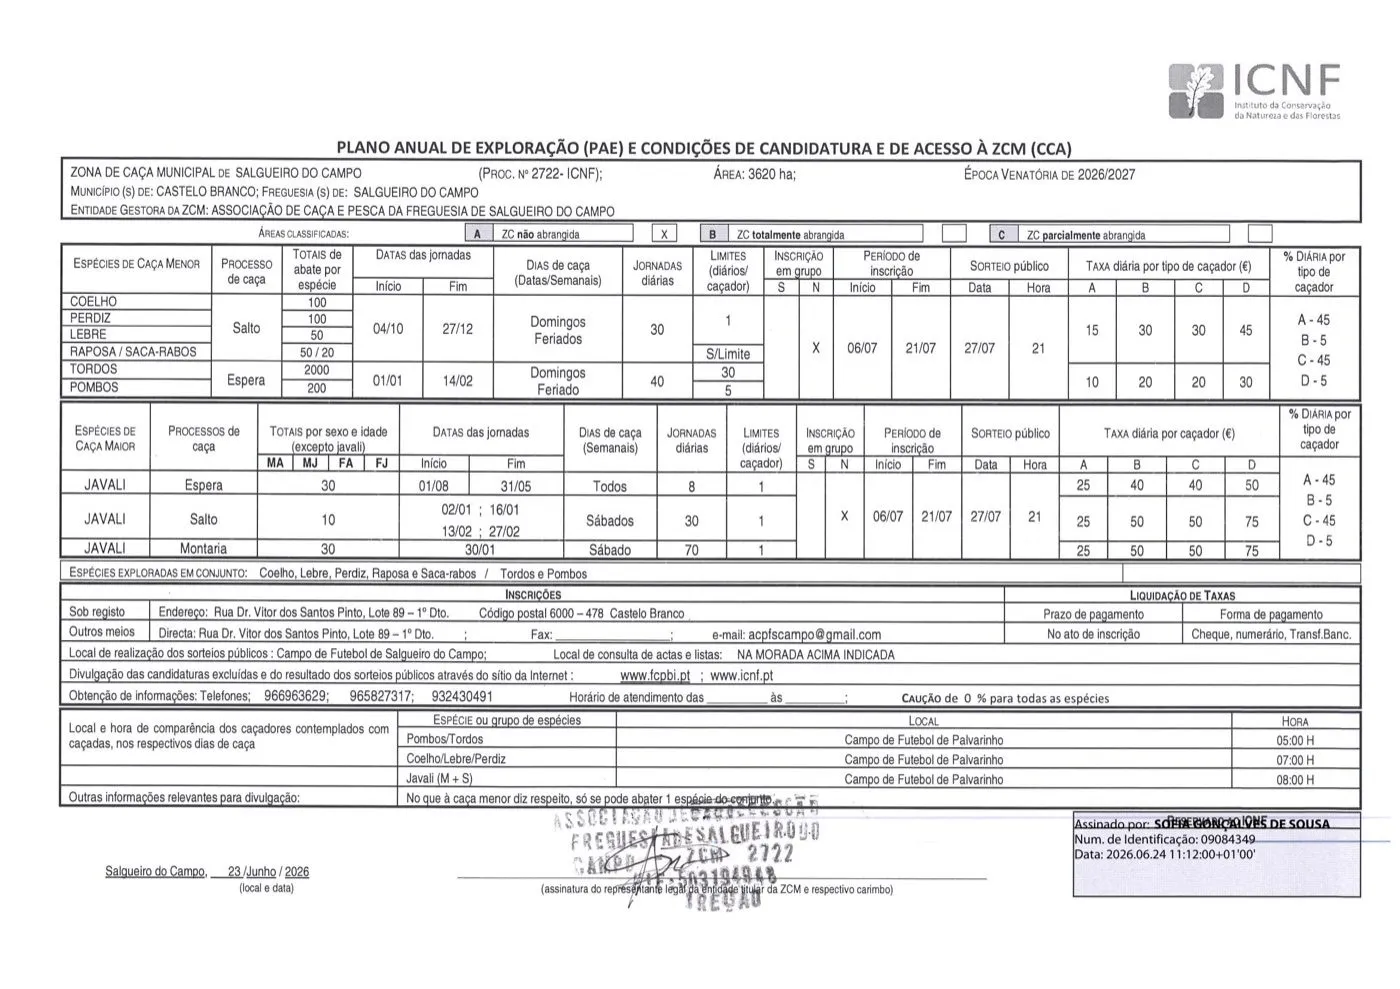 ICNF
Instituto da Conservação
da Natureza e das Florestas
PLANO ANUAL DE EXPLORAÇÃO (PAE) E CONDIÇÕES DE CANDIDATURA E DE ACESSO À ZCM (CCA)
ZONA DE CAÇA MUNICIPAL DE SALGUEIRO DO CAMPO (PROC. Nº 2722- ICNF); ÁREA: 3620 ha; ÉPOCA VENATÓRIA DE 2026/2027
MUNICÍPIO (S) DE: CASTELO BRANCO; FREGUESIA (S) DE: SALGUEIRO DO CAMPO
ENTIDADE GESTORA DA ZCM: ASSOCIAÇÃO DE CAÇA E PESCA DA FREGUESIA DE SALGUEIRO DO CAMPO
ÁREAS CLASSIFICADAS: A ZC não abrangida X B ZC totalmente abrangida C ZC parcialmente abrangida
ESPÉCIES DE CAÇA MENOR PROCESSO de caça TOTAIS de abate por espécie DATAS das jornadas DIAS de caça (Datas/Semanais) JORNADAS diárias LIMITES (diários/ caçador) INSCRIÇÃO em grupo PERÍODO de inscrição SORTEIO público TAXA diária por tipo de caçador (€) % DIÁRIA por tipo de caçador
Início Fim S N Início Fim Data Hora A B C D
COELHO 100
PERDIZ 100
LEBRE 50
RAPOSA / SACA-RABOS 50 / 20
Salto 04/10 27/12 Domingos Feriados 30 1 S/Limite
TORDOS 2000
POMBOS 200
Espera 01/01 14/02 Domingos Feriado 40 30 5
X 06/07 21/07 27/07 21
15 30 30 45
10 20 20 30
A - 45
B - 5
C - 45
D - 5
ESPÉCIES DE CAÇA MAIOR PROCESSOS de caça TOTAIS por sexo e idade (excepto javali) DATAS das jornadas DIAS de caça (Semanais) JORNADAS diárias LIMITES (diários/ caçador) INSCRIÇÃO em grupo PERÍODO de inscrição SORTEIO público TAXA diária por caçador (€) % DIÁRIA por tipo de caçador
MA MJ FA FJ Início Fim S N Início Fim Data Hora A B C D
JAVALI Espera 30 01/08 31/05 Todos 8 1 25 40 40 50
JAVALI Salto 10 02/01 ; 16/01 13/02 ; 27/02 Sábados 30 1 X 06/07 21/07 27/07 21 25 50 50 75
JAVALI Montaria 30 30/01 Sábado 70 1 25 50 50 75
A - 45
B - 5
C - 45
D - 5
ESPÉCIES EXPLORADAS EM CONJUNTO: Coelho, Lebre, Perdiz, Raposa e Saca-rabos / Tordos e Pombos
INSCRIÇÕES LIQUIDAÇÃO DE TAXAS
Sob registo Endereço: Rua Dr. Vitor dos Santos Pinto, Lote 89 – 1º Dto. Código postal 6000 – 478 Castelo Branco Prazo de pagamento Forma de pagamento
Outros meios Directa: Rua Dr. Vitor dos Santos Pinto, Lote 89 – 1º Dto. ; Fax: ; e-mail: acpfscampo@gmail.com No ato de inscrição Cheque, numerário, Transf.Banc.
Local de realização dos sorteios públicos : Campo de Futebol de Salgueiro do Campo; Local de consulta de actas e listas: NA MORADA ACIMA INDICADA
Divulgação das candidaturas excluídas e do resultado dos sorteios públicos através do sítio da Internet : www.fcpbi.pt ; www.icnf.pt
Obtenção de informações: Telefones; 966963629; 965827317; 932430491 Horário de atendimento das ____ às ____; CAUÇÃO de 0 % para todas as espécies
Local e hora de comparência dos caçadores contemplados com caçadas, nos respectivos dias de caça
ESPÉCIE ou grupo de espécies LOCAL HORA
Pombos/Tordos Campo de Futebol de Palvarinho 05:00 H
Coelho/Lebre/Perdiz Campo de Futebol de Palvarinho 07:00 H
Javali (M + S) Campo de Futebol de Palvarinho 08:00 H
Outras informações relevantes para divulgação: No que à caça menor diz respeito, só se pode abater 1 espécie do conjunto
FREGUESIA DE SALGUEIRO DO
CAMPO ZCM 2722
RESERVADO AO ICNF
Assinado por: SOFIA GONÇALVES DE SOUSA
Num. de Identificação: 09084349
Data: 2026.06.24 11:12:00+01'00'
Salgueiro do Campo, 23 /Junho / 2026
(local e data)
(assinatura do representante legal da entidade titular da ZCM e respectivo carimbo)